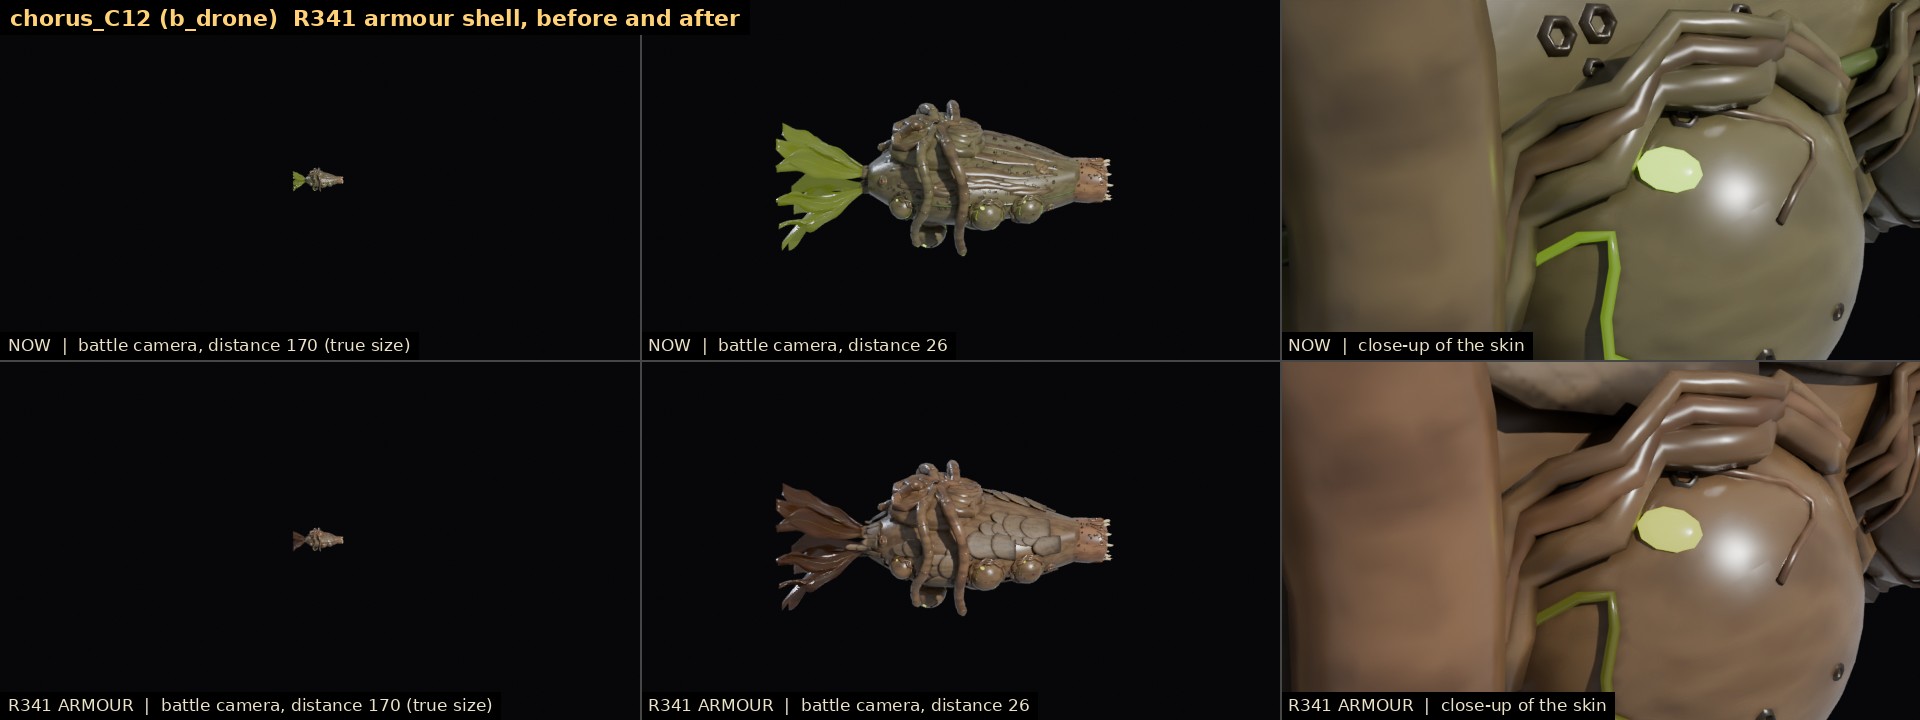 chorus_C12 (b_drone)  R341 armour shell, before and after
NOW  |  battle camera, distance 170 (true size)
NOW  |  battle camera, distance 26
NOW  |  close-up of the skin
R341 ARMOUR  |  battle camera, distance 170 (true size)
R341 ARMOUR  |  battle camera, distance 26
R341 ARMOUR  |  close-up of the skin